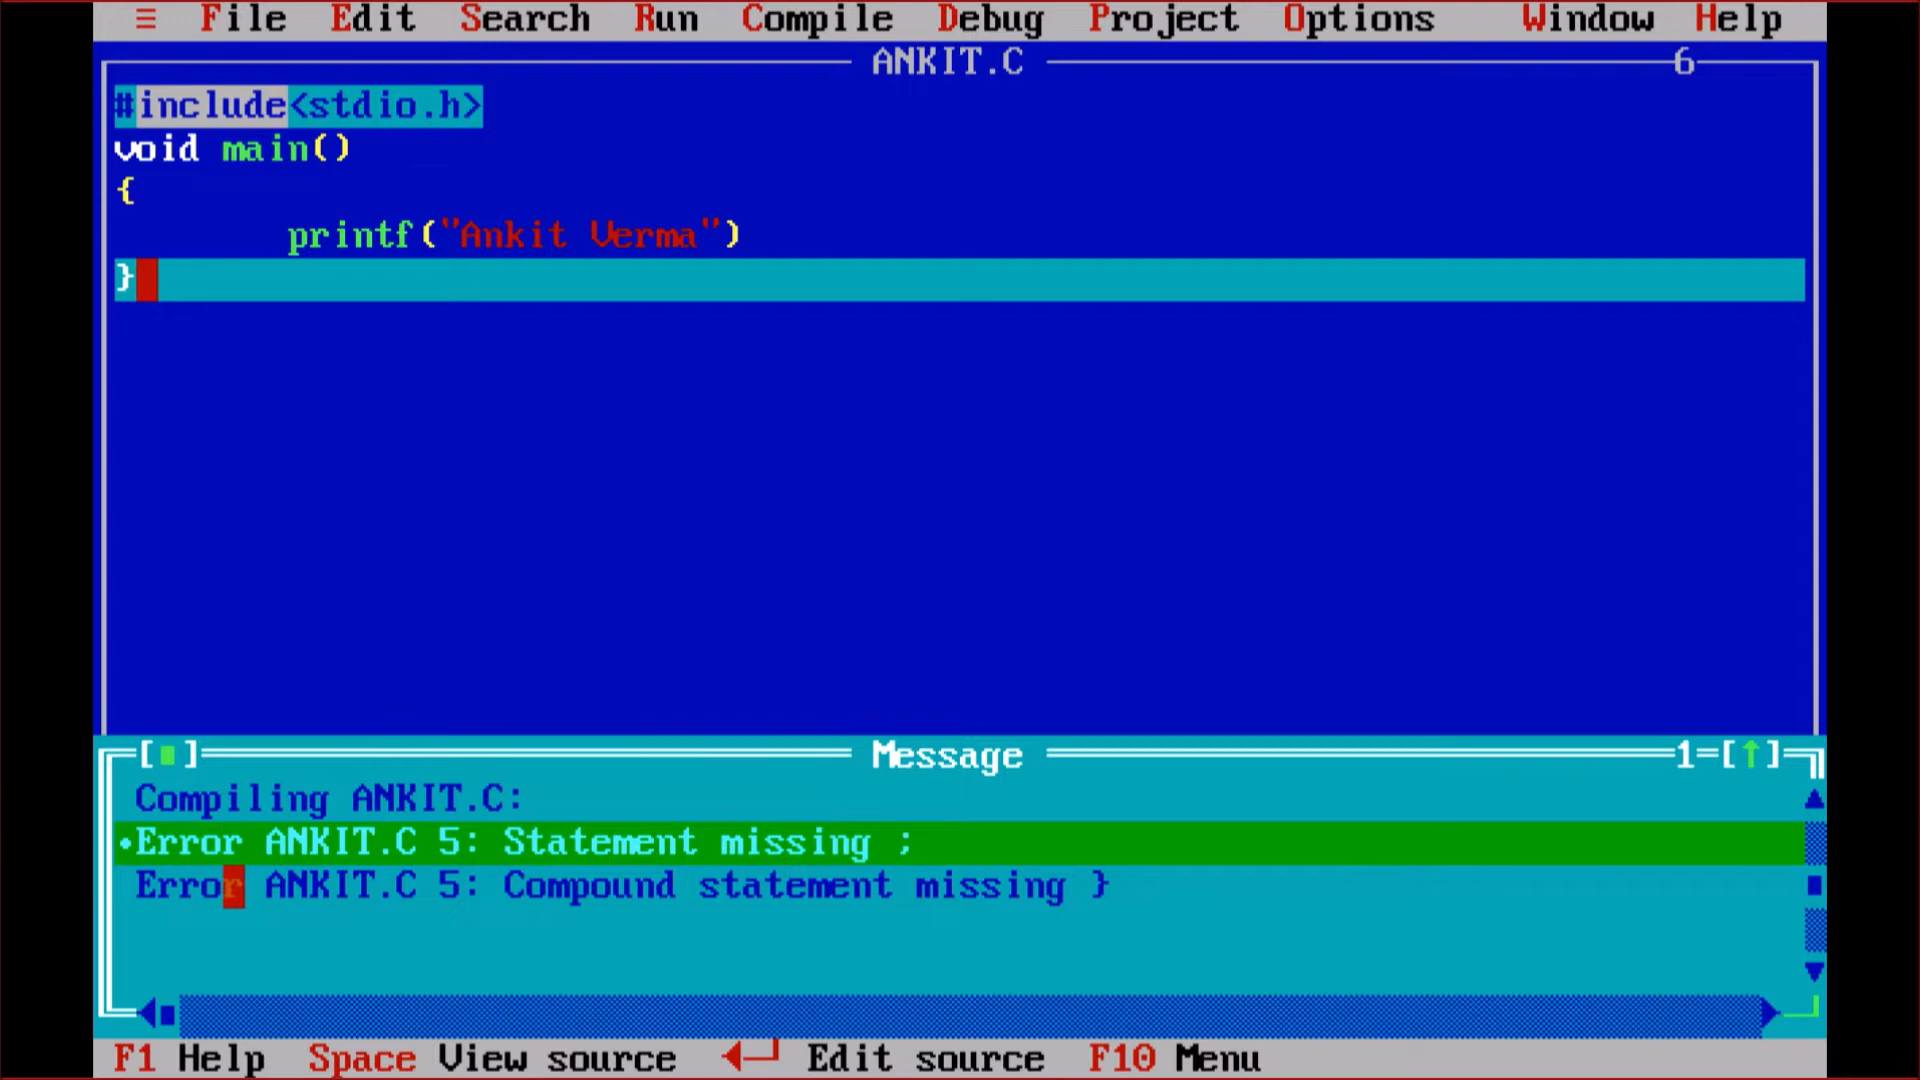 ≡ File Edit Search Run Compile Debug Project Options Window Help
ANKIT.C 6
#include<stdio.h>
void main()
{
printf("Ankit Verma")
}
[■] Message 1=[↑]
Compiling ANKIT.C:
•Error ANKIT.C 5: Statement missing ;
Error ANKIT.C 5: Compound statement missing }
F1 Help Space View source ◄┘ Edit source F10 Menu